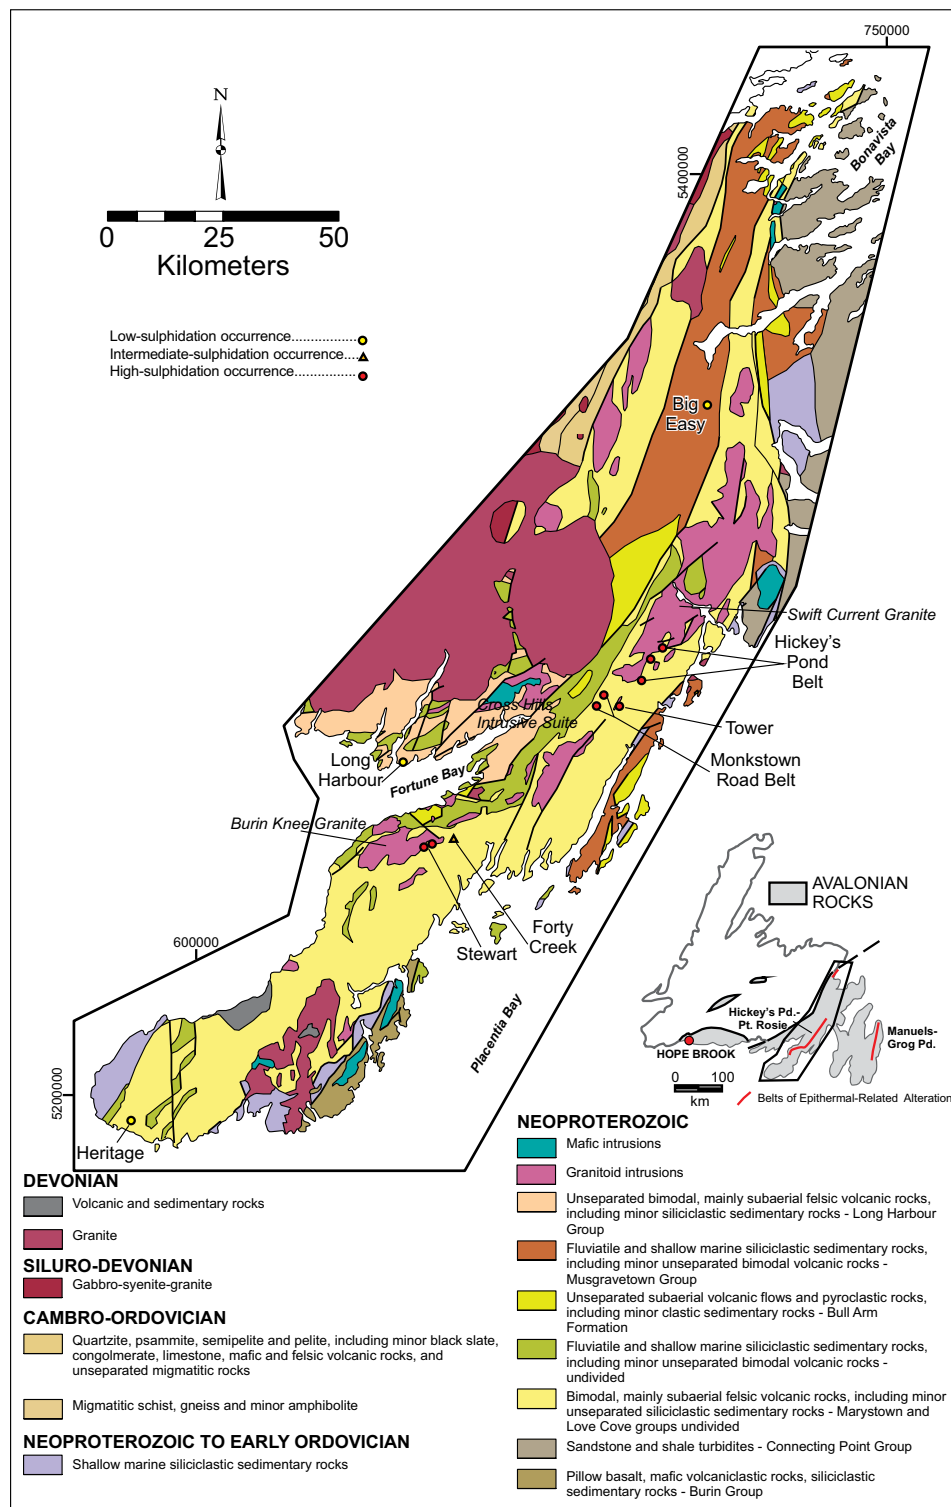 750000
N
Bonavista
Bay
5400000
0 25 50
Kilometers
Low-sulphidation occurrence
Intermediate-sulphidation occurrence
High-sulphidation occurrence
Big
Easy
Swift Current Granite
Hickey's
Pond
Belt
Cross Hills
Intrusive Suite
Tower
Long
Harbour
Monkstown
Road Belt
Fortune Bay
Burin Knee Granite
AVALONIAN
ROCKS
Forty
Creek
Stewart
600000
Placentia Bay
Hickey's Pd.-
Pt. Rosie
Manuels-
Grog Pd.
HOPE BROOK
0 100
km
Belts of Epithermal-Related Alteration
5200000
Heritage
DEVONIAN
Volcanic and sedimentary rocks
Granite
SILURO-DEVONIAN
Gabbro-syenite-granite
CAMBRO-ORDOVICIAN
Quartzite, psammite, semipelite and pelite, including minor black slate,
congolmerate, limestone, mafic and felsic volcanic rocks, and
unseparated migmatitic rocks
Migmatitic schist, gneiss and minor amphibolite
NEOPROTEROZOIC TO EARLY ORDOVICIAN
Shallow marine siliciclastic sedimentary rocks
NEOPROTEROZOIC
Mafic intrusions
Granitoid intrusions
Unseparated bimodal, mainly subaerial felsic volcanic rocks,
including minor siliciclastic sedimentary rocks - Long Harbour
Group
Fluviatile and shallow marine siliciclastic sedimentary rocks,
including minor unseparated bimodal volcanic rocks -
Musgravetown Group
Unseparated subaerial volcanic flows and pyroclastic rocks,
including minor clastic sedimentary rocks - Bull Arm
Formation
Fluviatile and shallow marine siliciclastic sedimentary rocks,
including minor unseparated bimodal volcanic rocks -
undivided
Bimodal, mainly subaerial felsic volcanic rocks, including minor
unseparated siliciclastic sedimentary rocks - Marystown and
Love Cove groups undivided
Sandstone and shale turbidites - Connecting Point Group
Pillow basalt, mafic volcaniclastic rocks, siliciclastic
sedimentary rocks - Burin Group